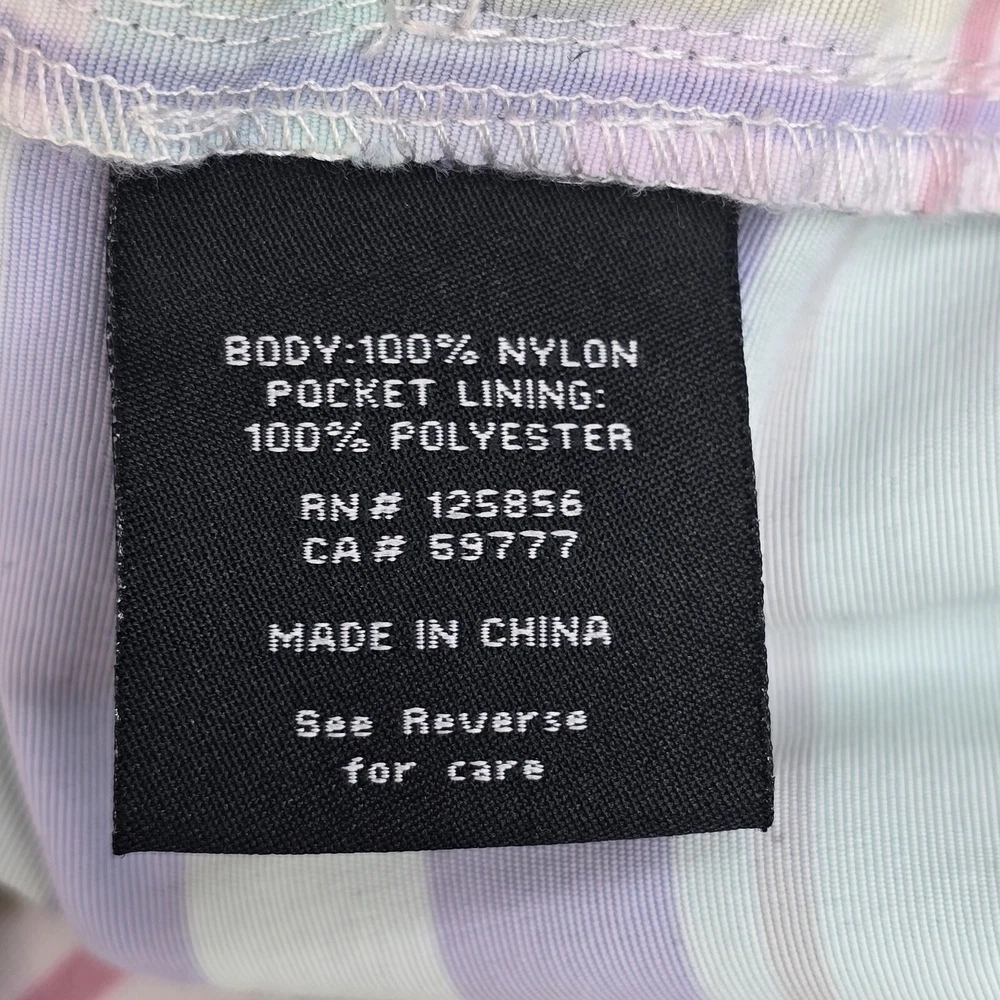 BODY:100% NYLON
POCKET LINING:
100% POLYESTER
RN# 125856
CA# 59777
MADE IN CHINA
See Reverse
for care